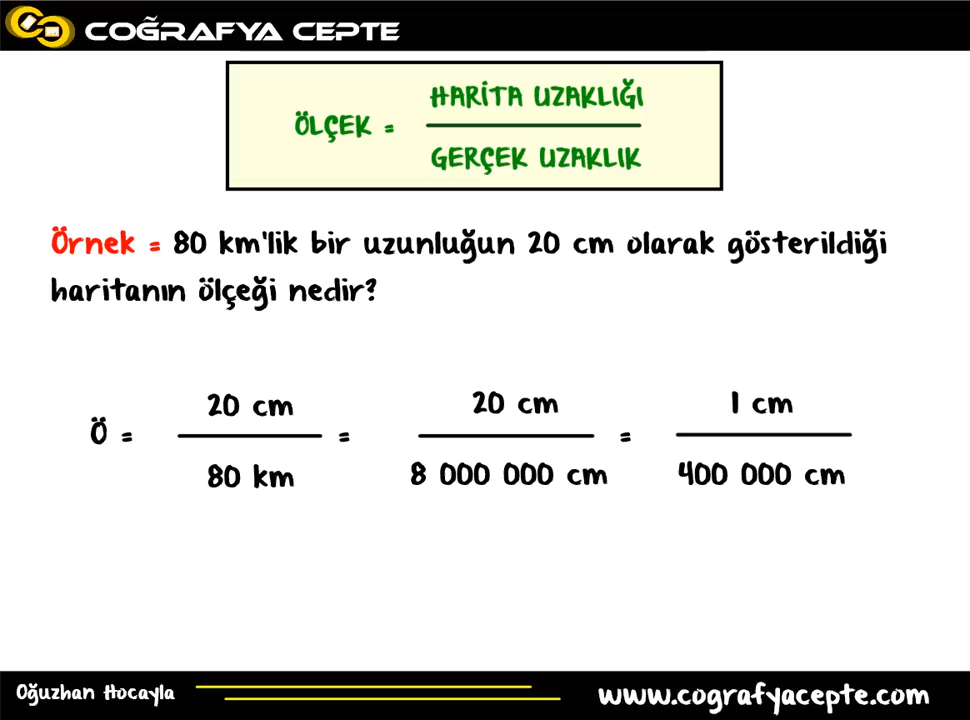 COĞRAFYA CEPTE
HARİTA UZAKLIĞI
ÖLÇEK =
GERÇEK UZAKLIK
Örnek = 80 km'lik bir uzunluğun 20 cm olarak gösterildiği
haritanın ölçeği nedir?
20 cm 20 cm 1 cm
Ö = = =
80 km 8 000 000 cm 400 000 cm
Oğuzhan Hocayla www.cografyacepte.com